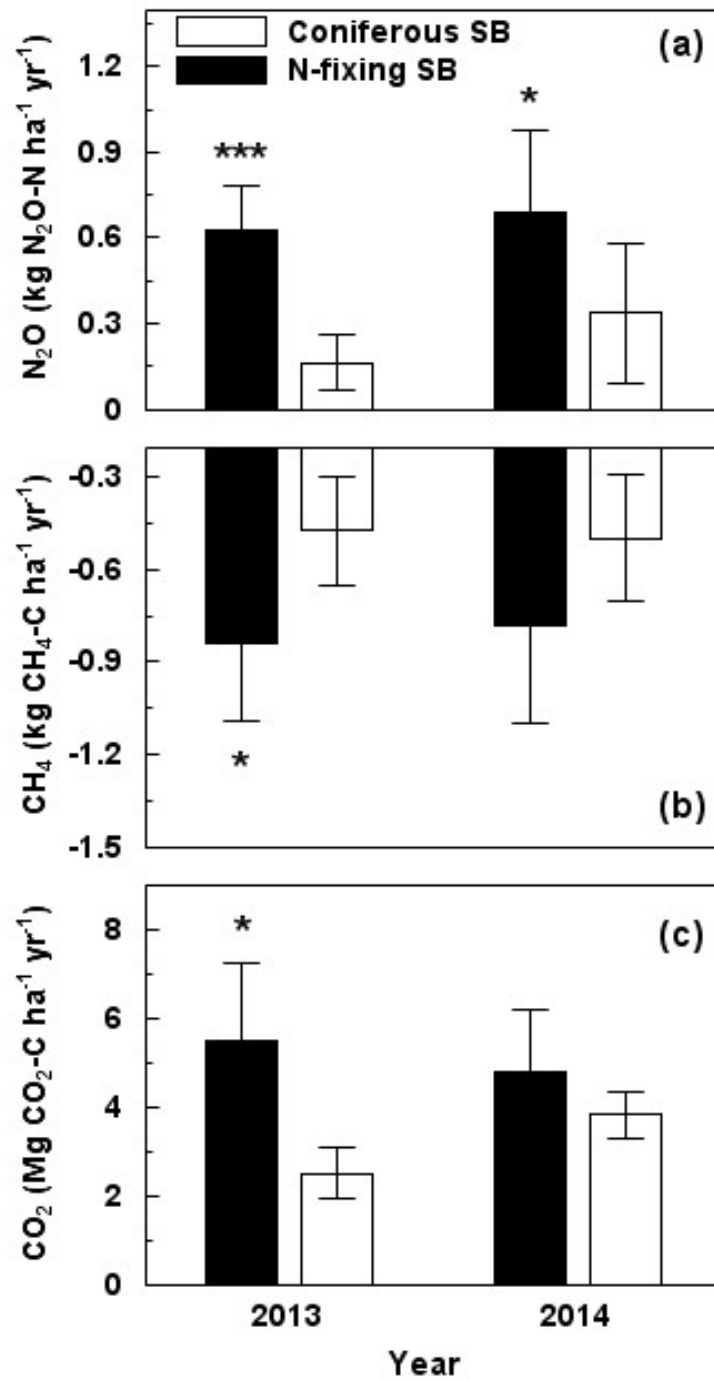 Coniferous SB
N-fixing SB
(a)
N₂O (kg N₂O-N ha⁻¹ yr⁻¹)
1.2
0.9
0.6
0.3
0
***
*
CH₄ (kg CH₄-C ha⁻¹ yr⁻¹)
-0.3
-0.6
-0.9
-1.2
-1.5
*
(b)
CO₂ (Mg CO₂-C ha⁻¹ yr⁻¹)
8
6
4
2
0
*
(c)
2013 2014
Year